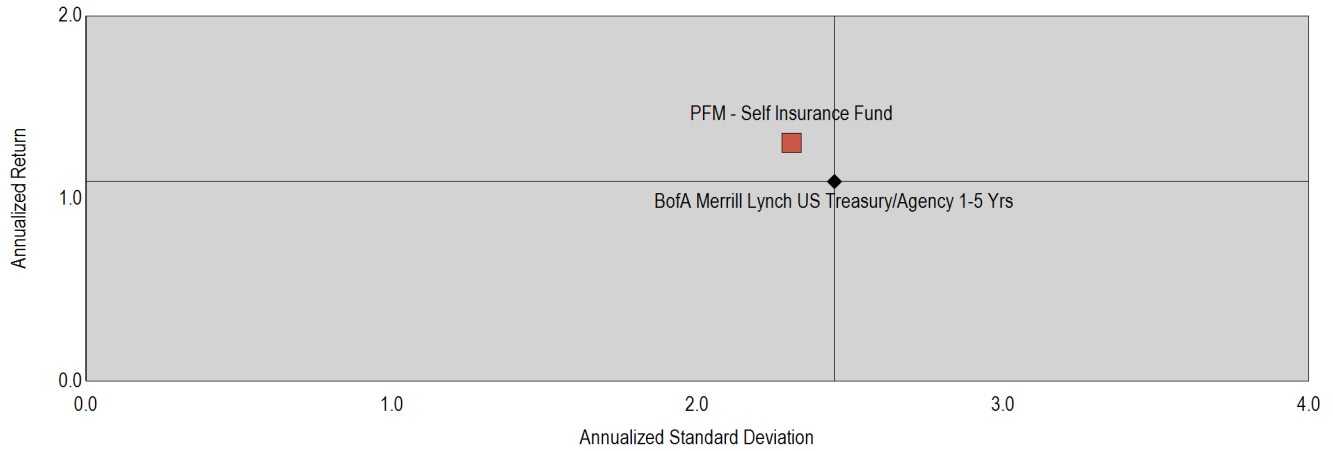 2.0
PFM - Self Insurance Fund
Annualized Return
1.0
BofA Merrill Lynch US Treasury/Agency 1-5 Yrs
0.0
0.0 1.0 2.0 3.0 4.0
Annualized Standard Deviation